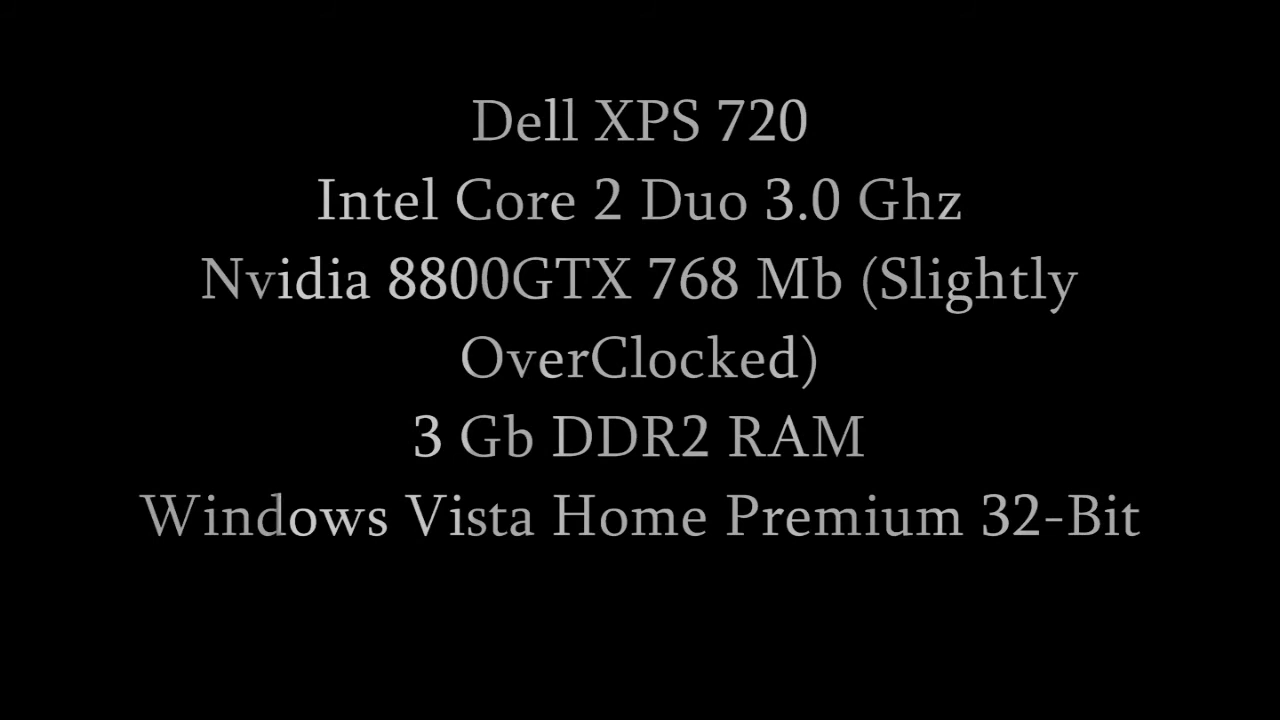 Dell XPS 720
Intel Core 2 Duo 3.0 Ghz
Nvidia 8800GTX 768 Mb (Slightly
OverClocked)
3 Gb DDR2 RAM
Windows Vista Home Premium 32-Bit